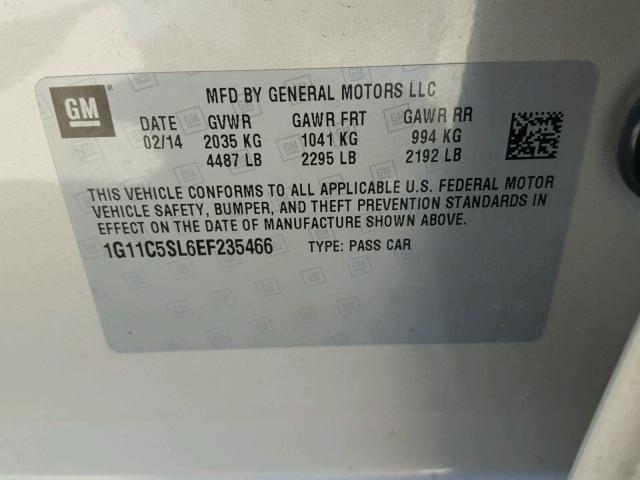 GM ® MFD BY GENERAL MOTORS LLC
DATE GVWR GAWR FRT GAWR RR
02/14 2035 KG 1041 KG 994 KG
4487 LB 2295 LB 2192 LB
THIS VEHICLE CONFORMS TO ALL APPLICABLE U.S. FEDERAL MOTOR
VEHICLE SAFETY, BUMPER, AND THEFT PREVENTION STANDARDS IN
EFFECT ON THE DATE OF MANUFACTURE SHOWN ABOVE.
1G11C5SL6EF235466 TYPE: PASS CAR